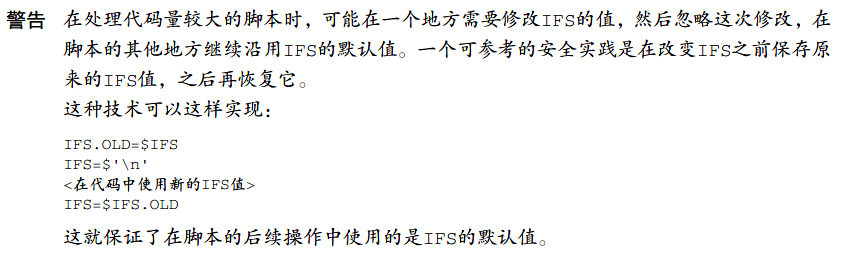 警告 在处理代码量较大的脚本时，可能在一个地方需要修改IFS的值，然后忽略这次修改，在
脚本的其他地方继续沿用IFS的默认值。一个可参考的安全实践是在改变IFS之前保存原
来的IFS值，之后再恢复它。
这种技术可以这样实现：
IFS.OLD=$IFS
IFS=$'\n'
<在代码中使用新的IFS值>
IFS=$IFS.OLD
这就保证了在脚本的后续操作中使用的是IFS的默认值。